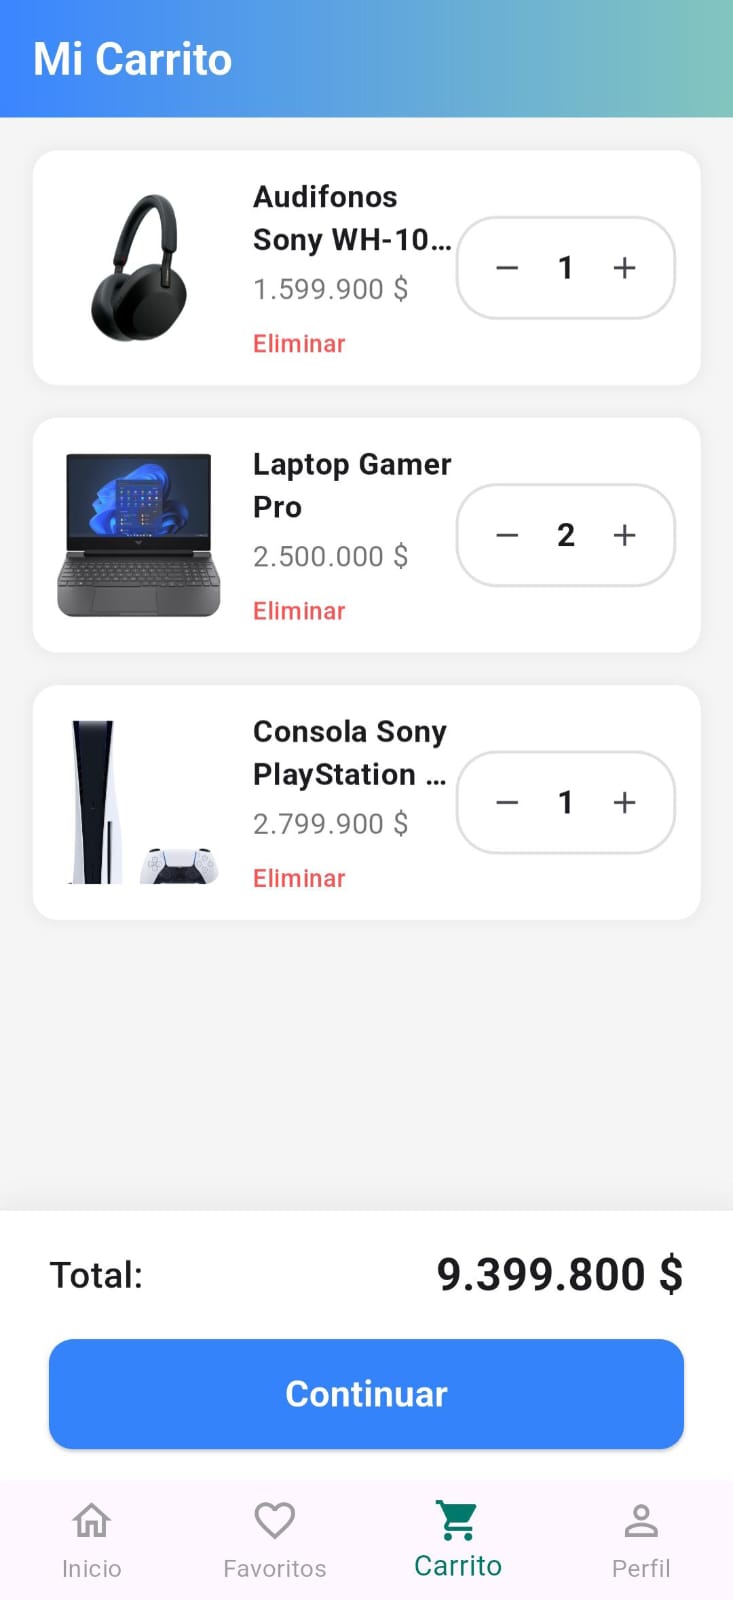 Mi Carrito
Audifonos
Sony WH-10...
1.599.900 $
Eliminar
− 1 +
Laptop Gamer
Pro
2.500.000 $
Eliminar
− 2 +
Consola Sony
PlayStation ...
2.799.900 $
Eliminar
− 1 +
Total: 9.399.800 $
Continuar
Inicio Favoritos Carrito Perfil